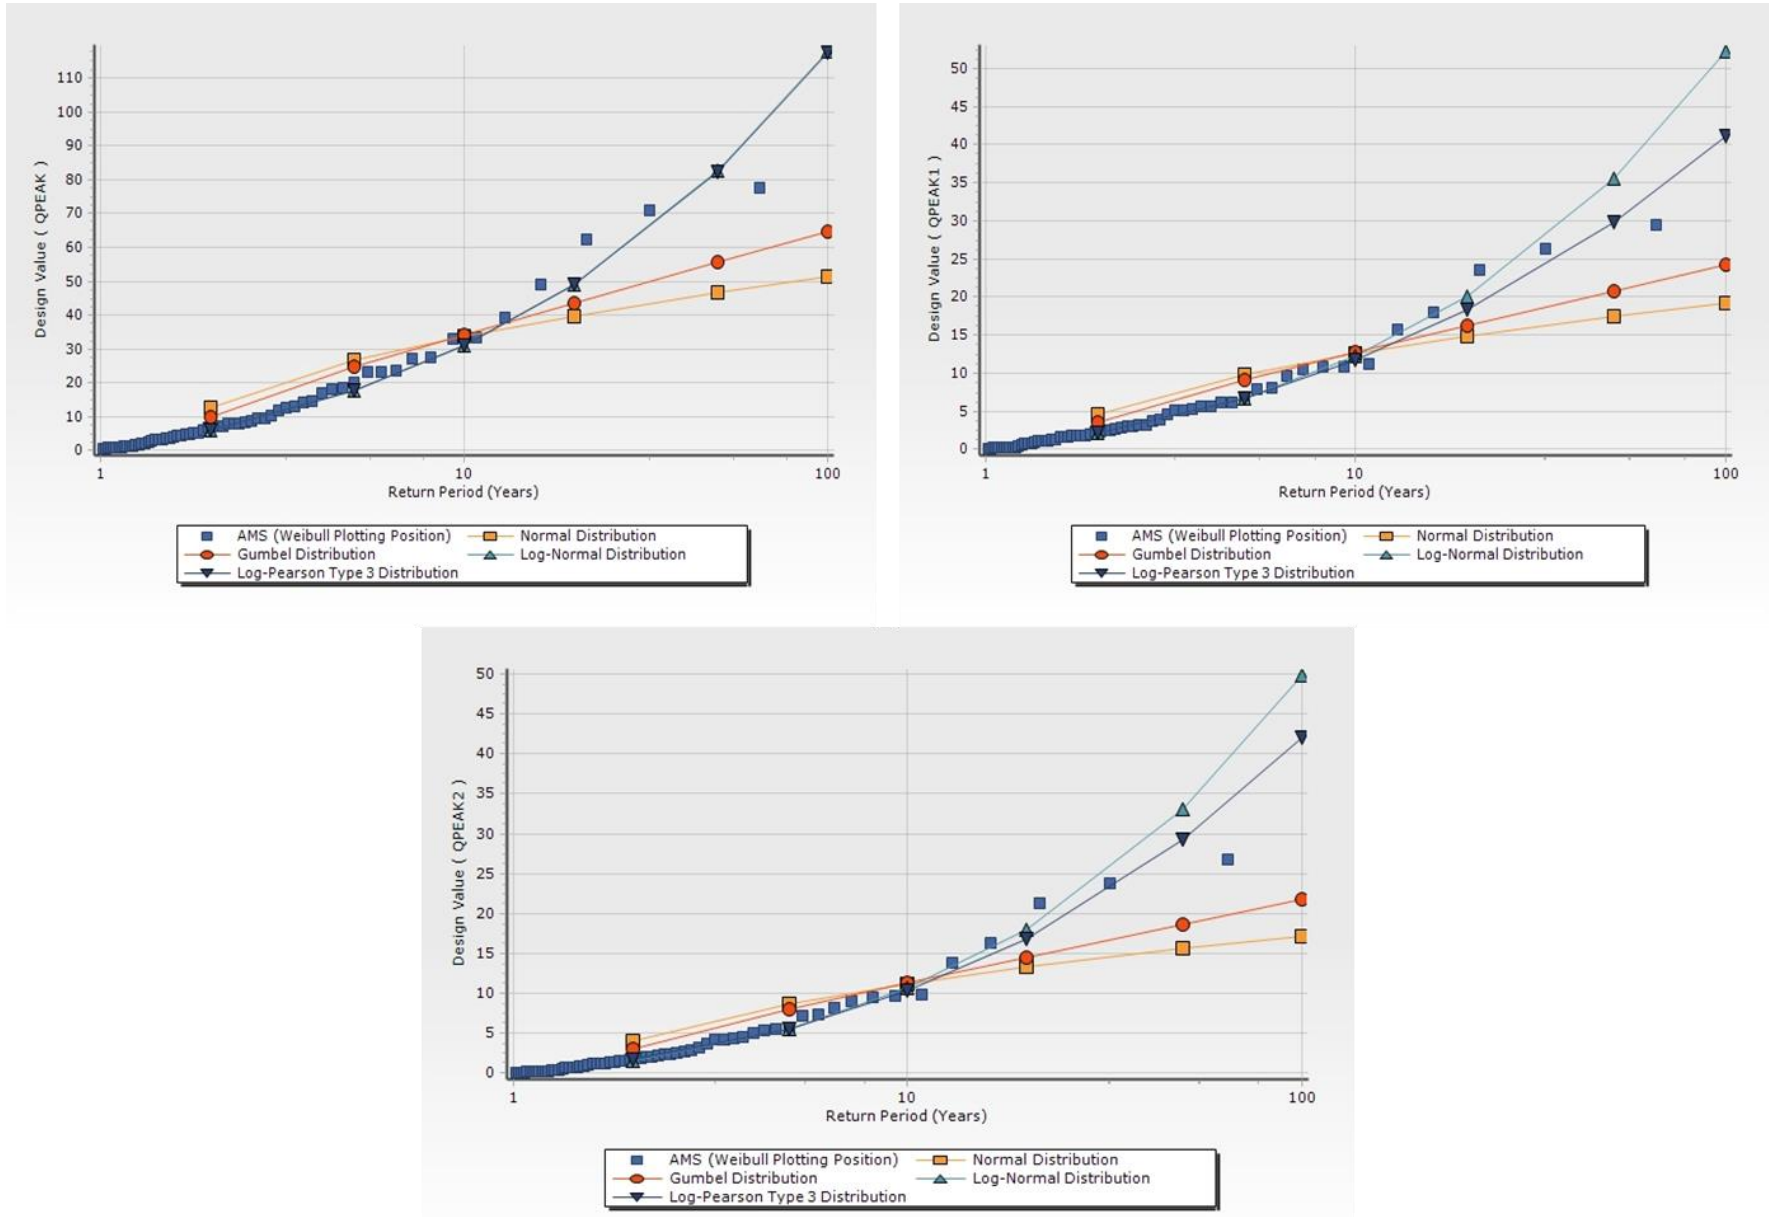 110
100
90
80
70
60
50
40
30
20
10
0
Design Value ( QPEAK )
1 10 100
Return Period (Years)
AMS (Weibull Plotting Position) Normal Distribution
Gumbel Distribution Log-Normal Distribution
Log-Pearson Type 3 Distribution
50
45
40
35
30
25
20
15
10
5
0
Design Value ( QPEAK1 )
1 10 100
Return Period (Years)
AMS (Weibull Plotting Position) Normal Distribution
Gumbel Distribution Log-Normal Distribution
Log-Pearson Type 3 Distribution
50
45
40
35
30
25
20
15
10
5
0
Design Value ( QPEAK2 )
1 10 100
Return Period (Years)
AMS (Weibull Plotting Position) Normal Distribution
Gumbel Distribution Log-Normal Distribution
Log-Pearson Type 3 Distribution